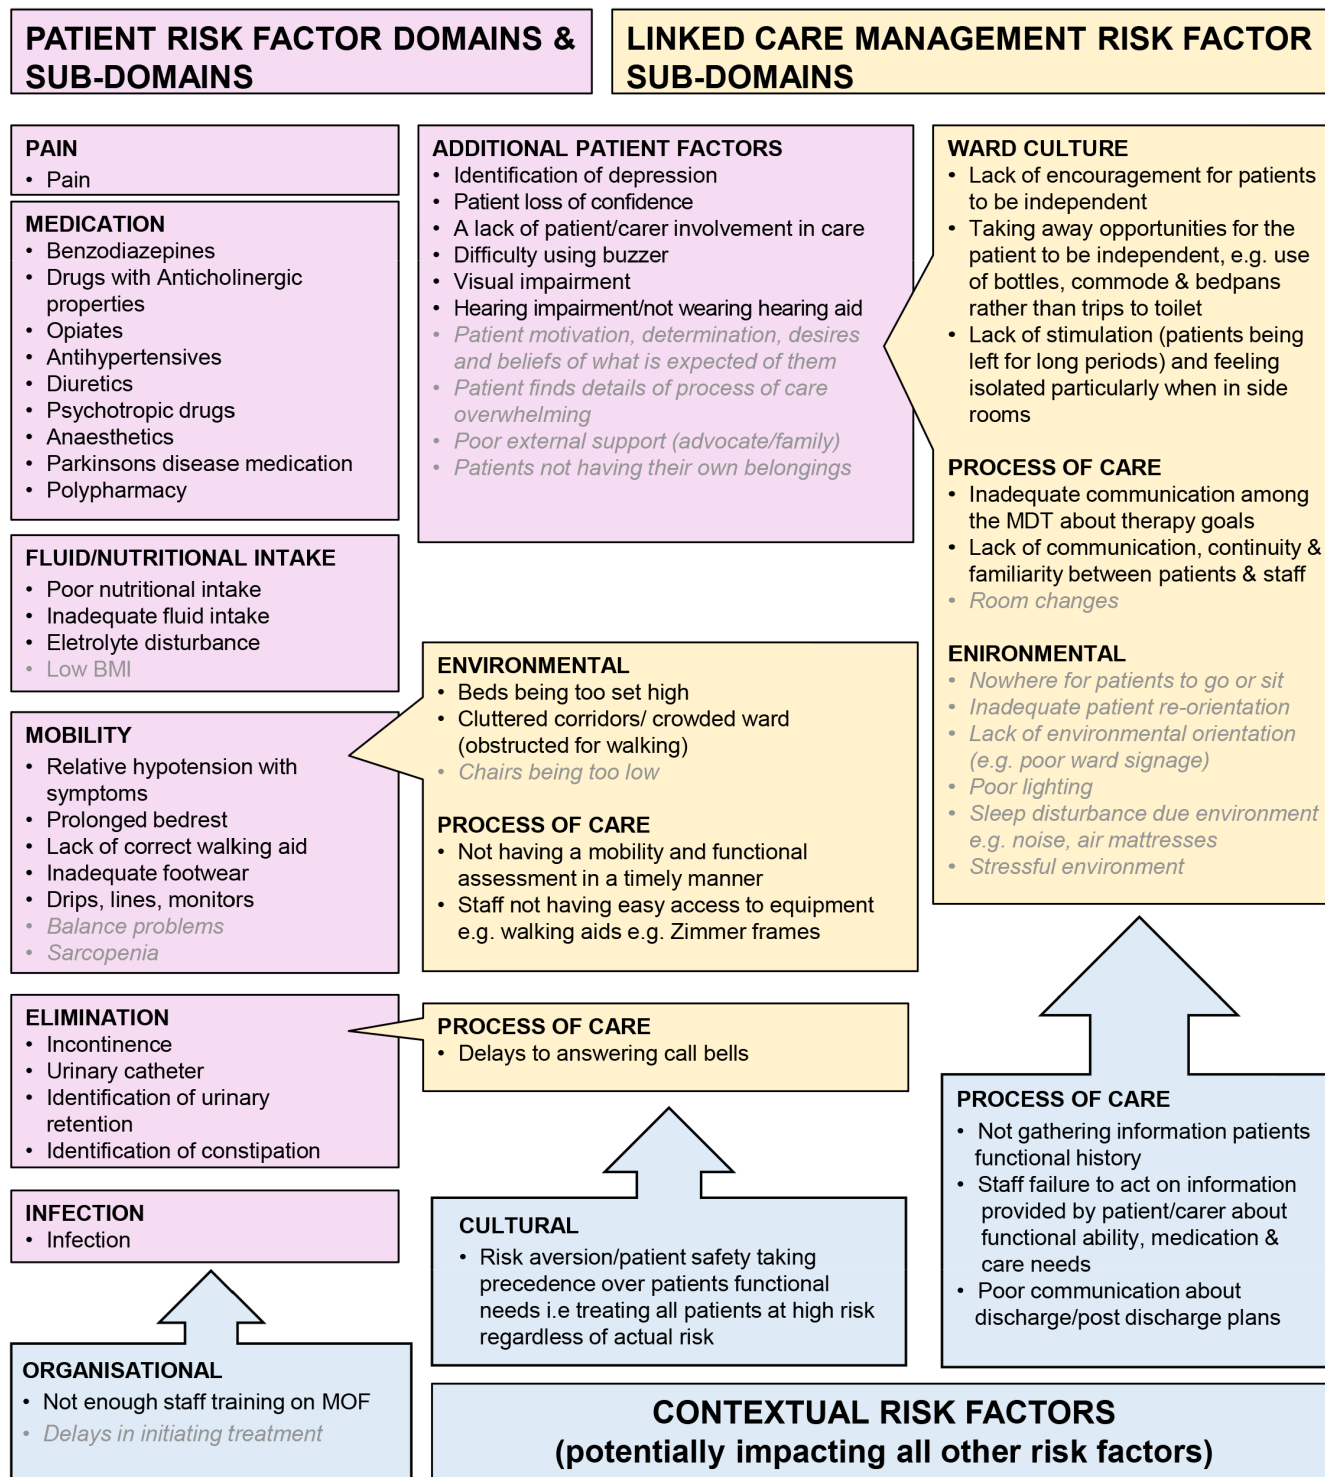 PATIENT RISK FACTOR DOMAINS &
SUB-DOMAINS
LINKED CARE MANAGEMENT RISK FACTOR
SUB-DOMAINS
PAIN
• Pain
MEDICATION
• Benzodiazepines
• Drugs with Anticholinergic
properties
• Opiates
• Antihypertensives
• Diuretics
• Psychotropic drugs
• Anaesthetics
• Parkinsons disease medication
• Polypharmacy
FLUID/NUTRITIONAL INTAKE
• Poor nutritional intake
• Inadequate fluid intake
• Eletrolyte disturbance
• Low BMI
MOBILITY
• Relative hypotension with
symptoms
• Prolonged bedrest
• Lack of correct walking aid
• Inadequate footwear
• Drips, lines, monitors
• Balance problems
• Sarcopenia
ELIMINATION
• Incontinence
• Urinary catheter
• Identification of urinary
retention
• Identification of constipation
INFECTION
• Infection
ORGANISATIONAL
• Not enough staff training on MOF
• Delays in initiating treatment
ADDITIONAL PATIENT FACTORS
• Identification of depression
• Patient loss of confidence
• A lack of patient/carer involvement in care
• Difficulty using buzzer
• Visual impairment
• Hearing impairment/not wearing hearing aid
• Patient motivation, determination, desires
and beliefs of what is expected of them
• Patient finds details of process of care
overwhelming
• Poor external support (advocate/family)
• Patients not having their own belongings
ENVIRONMENTAL
• Beds being too set high
• Cluttered corridors/ crowded ward
(obstructed for walking)
• Chairs being too low
PROCESS OF CARE
• Not having a mobility and functional
assessment in a timely manner
• Staff not having easy access to equipment
e.g. walking aids e.g. Zimmer frames
PROCESS OF CARE
• Delays to answering call bells
CULTURAL
• Risk aversion/patient safety taking
precedence over patients functional
needs i.e treating all patients at high risk
regardless of actual risk
WARD CULTURE
• Lack of encouragement for patients
to be independent
• Taking away opportunities for the
patient to be independent, e.g. use
of bottles, commode & bedpans
rather than trips to toilet
• Lack of stimulation (patients being
left for long periods) and feeling
isolated particularly when in side
rooms
PROCESS OF CARE
• Inadequate communication among
the MDT about therapy goals
• Lack of communication, continuity &
familiarity between patients & staff
• Room changes
ENIRONMENTAL
• Nowhere for patients to go or sit
• Inadequate patient re-orientation
• Lack of environmental orientation
(e.g. poor ward signage)
• Poor lighting
• Sleep disturbance due environment
e.g. noise, air mattresses
• Stressful environment
PROCESS OF CARE
• Not gathering information patients
functional history
• Staff failure to act on information
provided by patient/carer about
functional ability, medication &
care needs
• Poor communication about
discharge/post discharge plans
CONTEXTUAL RISK FACTORS
(potentially impacting all other risk factors)